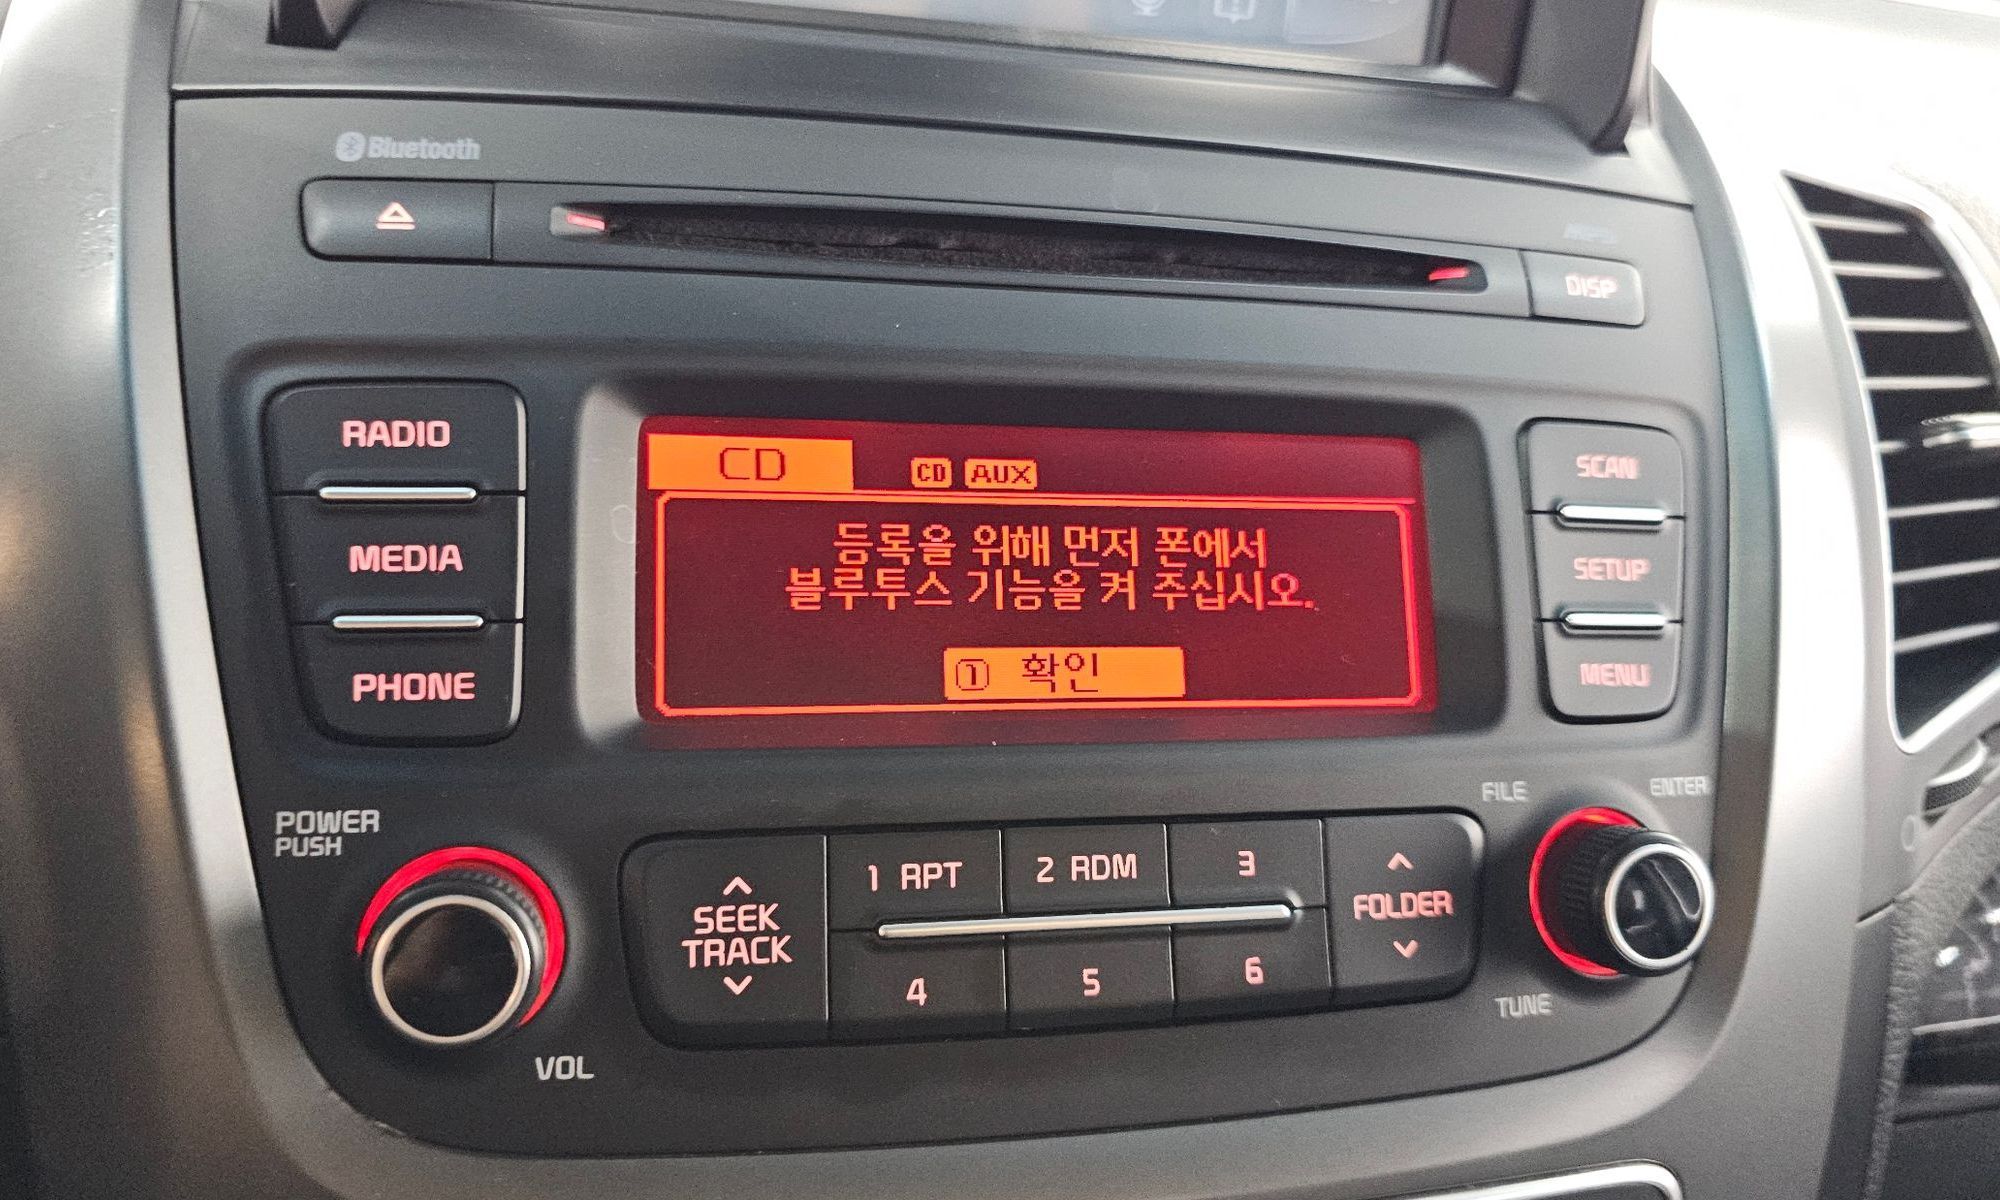 Bluetooth
DISP
RADIO
MEDIA
PHONE
CD
CD AUX
등록을 위해 먼저 폰에서
블루투스 기능을 켜 주십시오.
① 확인
SCAN
SETUP
MENU
POWER
PUSH
VOL
SEEK
TRACK
1 RPT
2 RDM
3
4
5
6
FOLDER
FILE
ENTER
TUNE